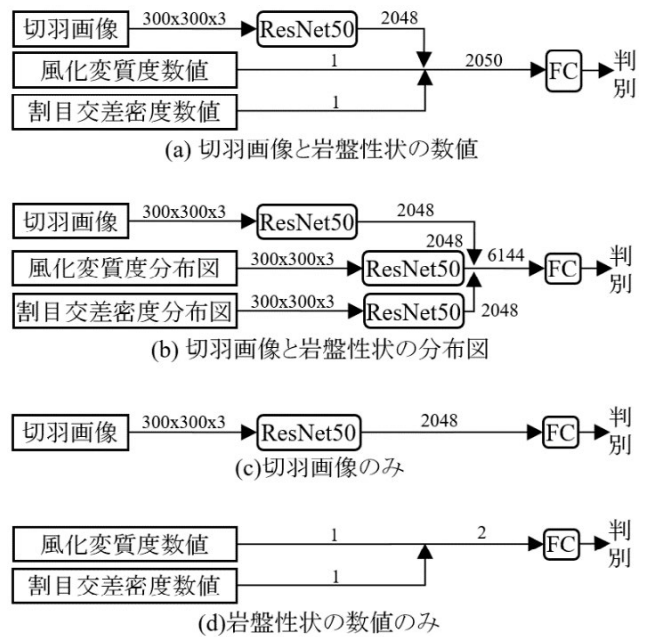 切羽画像 300x300x3 ResNet50 2048
風化変質度数値 1 2050 FC 判別
割目交差密度数値 1
(a) 切羽画像と岩盤性状の数値
切羽画像 300x300x3 ResNet50 2048
風化変質度分布図 300x300x3 ResNet50 2048 6144 FC 判別
割目交差密度分布図 300x300x3 ResNet50 2048
(b) 切羽画像と岩盤性状の分布図
切羽画像 300x300x3 ResNet50 2048 FC 判別
(c)切羽画像のみ
風化変質度数値 1 2 FC 判別
割目交差密度数値 1
(d)岩盤性状の数値のみ